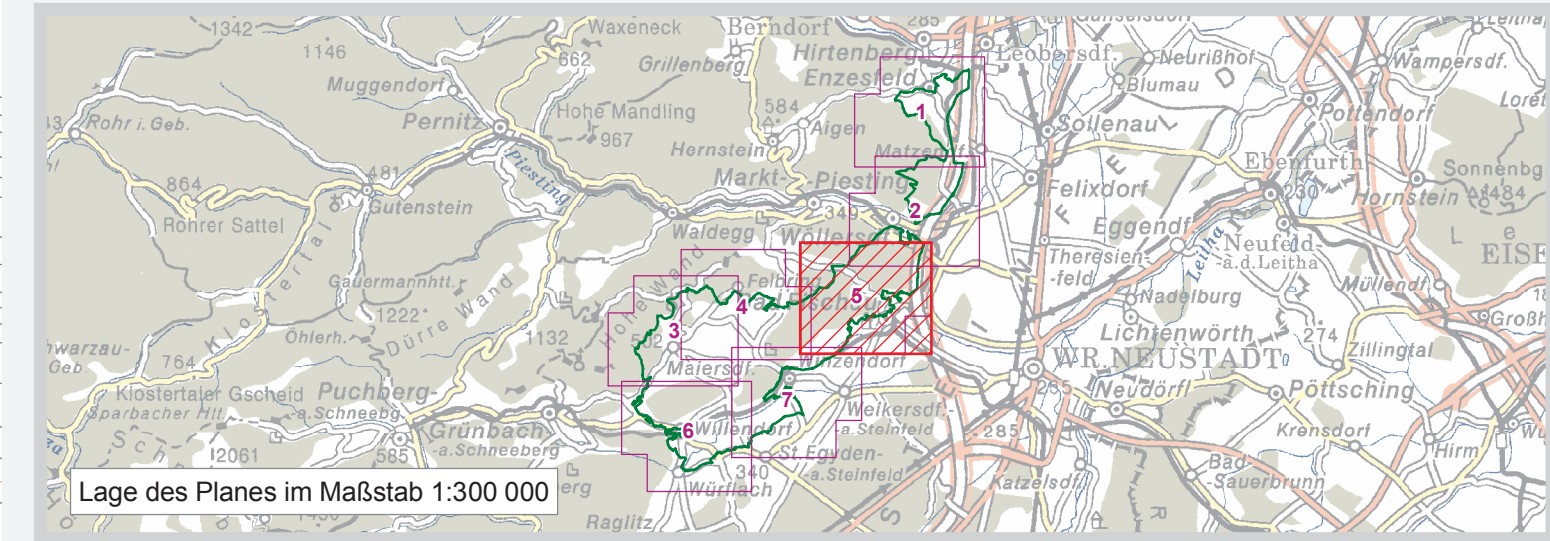 1342
Waxeneck
Berndorf
285
Leobersdf.
1146
Grillenberg
Hirtenberg
Neurißhof
Wampersdf.
Muggendorf
662
Enzesfeld
Blumau
Pottendorf
Rohr i. Geb.
Pernitz
Hohe Mandling
967
584
Aigen
1
Sollenau
Hernstein
Matzendf.
Ebenfurth
230
Sonnenbg
484
Hornstein
864
481
Gutenstein
Piesting
Markt-
-Piesting
2
Felixdorf
Eggendf.
Rohrer Sattel
349
Waldegg
Wöllersdf.
Leitha
Neufeld-
-a.d.Leitha
Theresien-
-feld
Klostertal
Gauermannhtt.
Dürre Wand
Hohe Wand
Felbring
4
5
Nadelburg
Müllendf.
1222
Öhlerh.
1132
3
Lichtenwörth
274
Großh
764
Maiersdf.
Winzendorf
WR.NEUSTADT
265
Zillingtal
Klostertaler Gscheid
Puchberg-
-a.Schneebg.
Sparbacher Htt.
7
Neudörfl
Pöttsching
Weikersdf.-
-a.Steinfeld
Grünbach-
-a.Schneeberg
6
Willendorf
St.Egyden-
-a.Steinfeld
285
Krensdorf
Hirm
2061
585
340
Bad-
-Sauerbrunn
Katzelsdf.
Würflach
Raglitz
Lage des Planes im Maßstab 1:300 000